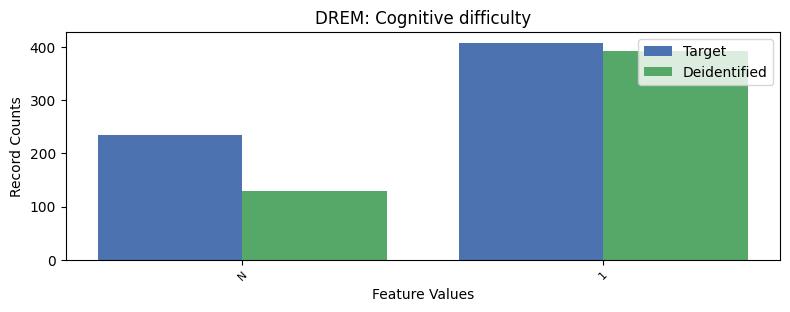 DREM: Cognitive difficulty
Record Counts
400
300
200
100
0
Target
Deidentified
N
1
Feature Values